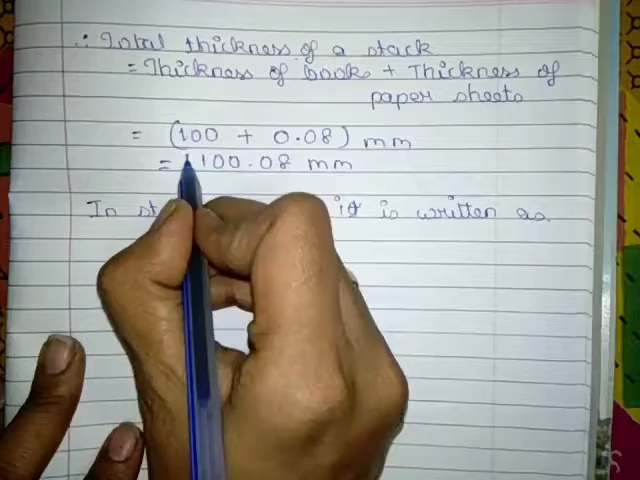 ∴ Total thickness of a stack
= Thickness of books + Thickness of
paper sheets
= (100 + 0.08) mm
= 100.08 mm
In it is written as